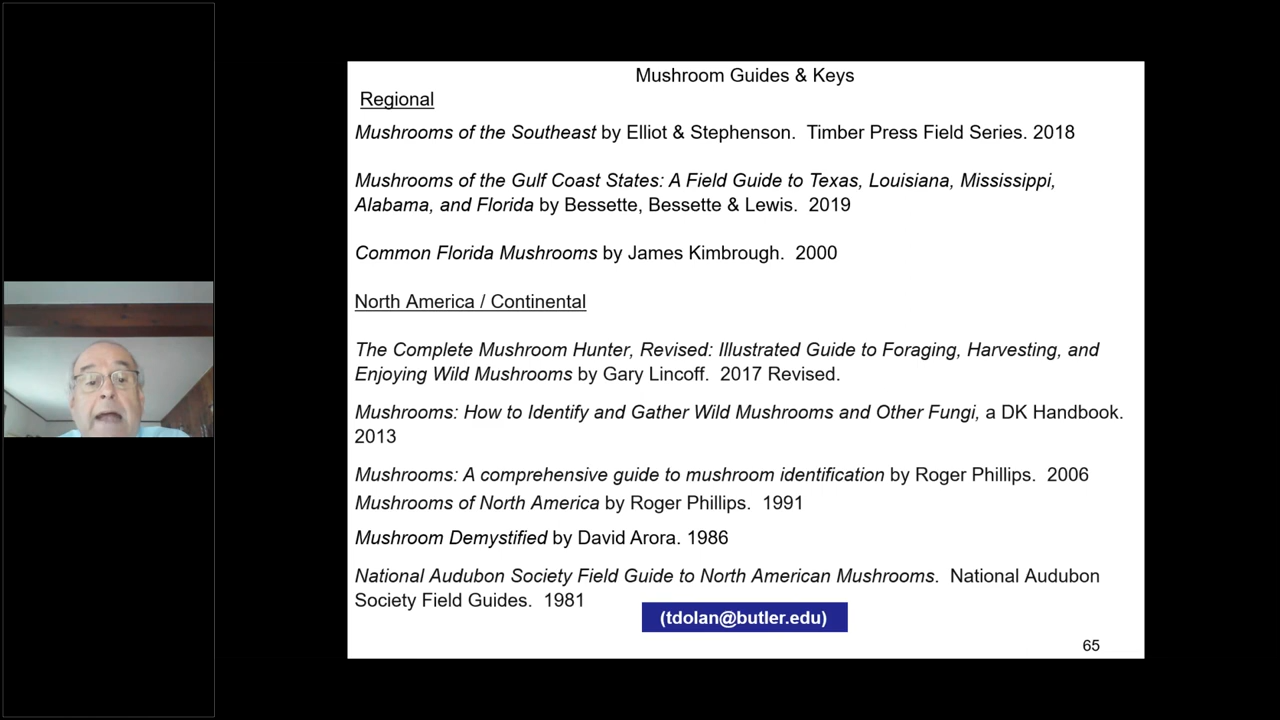 Mushroom Guides & Keys
Regional
Mushrooms of the Southeast by Elliot & Stephenson. Timber Press Field Series. 2018
Mushrooms of the Gulf Coast States: A Field Guide to Texas, Louisiana, Mississippi,
Alabama, and Florida by Bessette, Bessette & Lewis. 2019
Common Florida Mushrooms by James Kimbrough. 2000
North America / Continental
The Complete Mushroom Hunter, Revised: Illustrated Guide to Foraging, Harvesting, and
Enjoying Wild Mushrooms by Gary Lincoff. 2017 Revised.
Mushrooms: How to Identify and Gather Wild Mushrooms and Other Fungi, a DK Handbook.
2013
Mushrooms: A comprehensive guide to mushroom identification by Roger Phillips. 2006
Mushrooms of North America by Roger Phillips. 1991
Mushroom Demystified by David Arora. 1986
National Audubon Society Field Guide to North American Mushrooms. National Audubon
Society Field Guides. 1981
(tdolan@butler.edu)
65